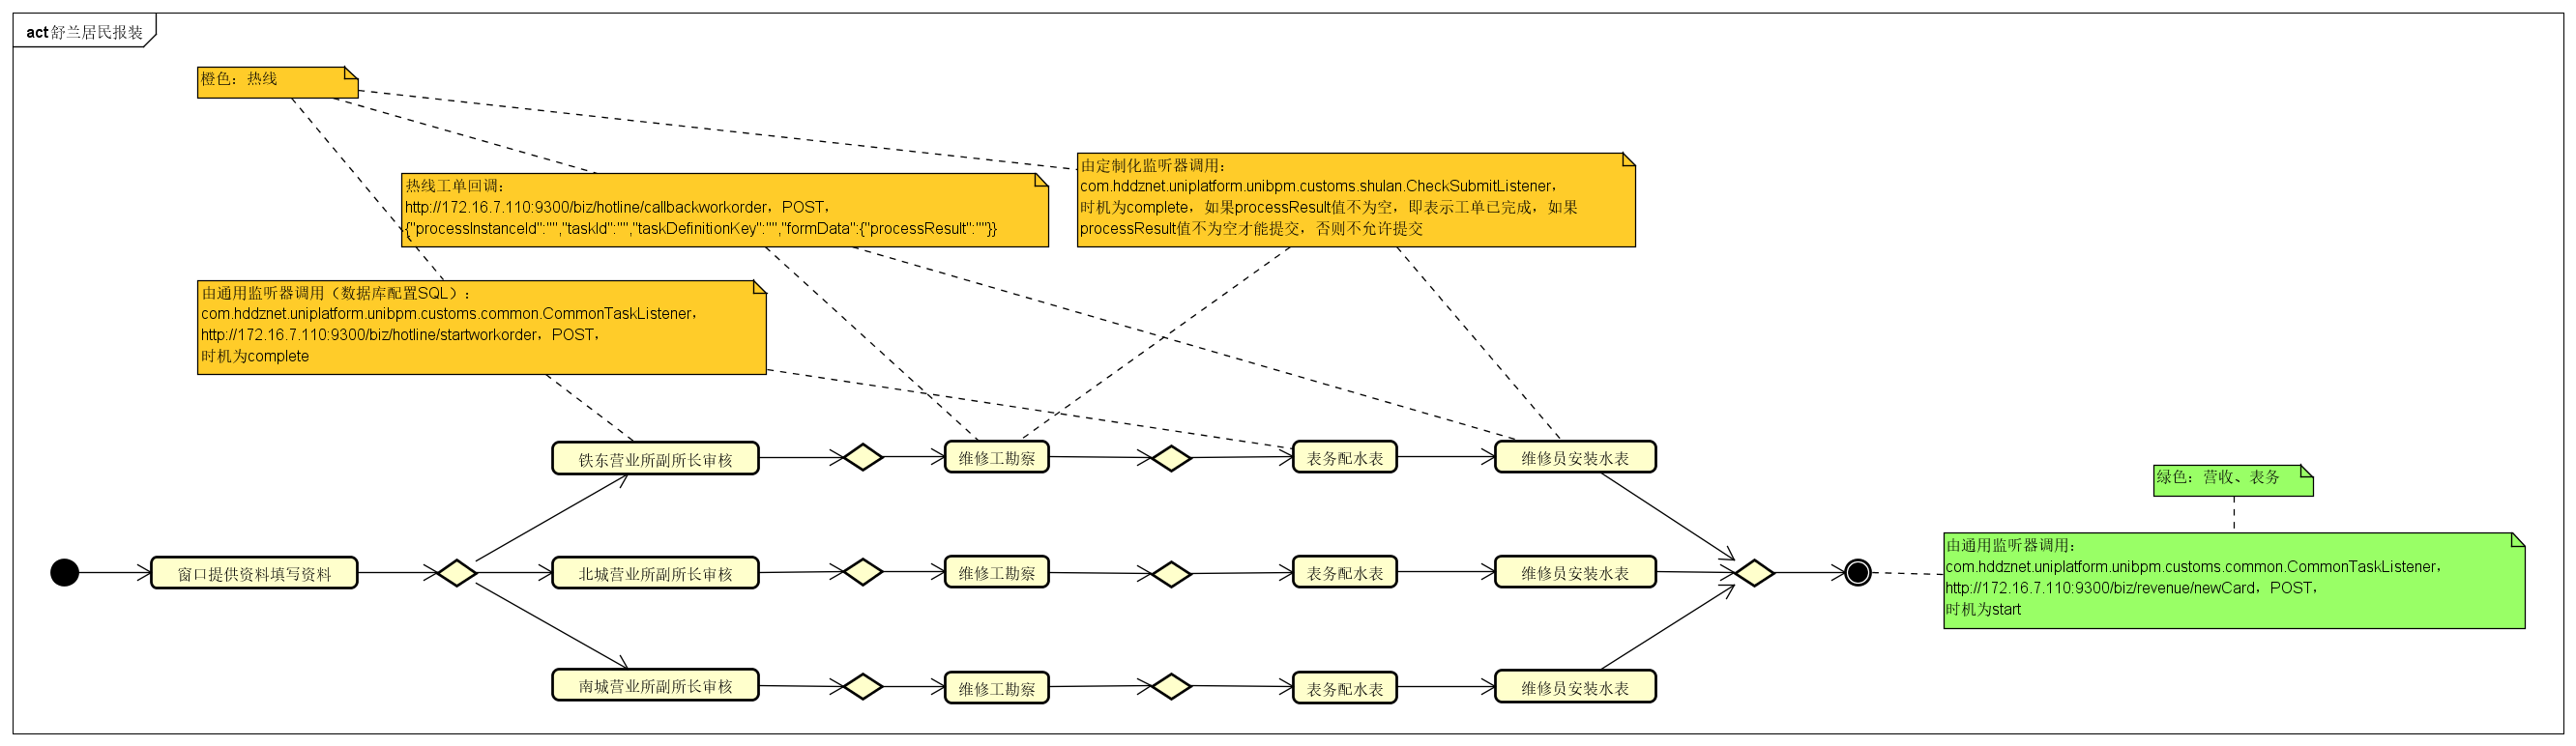 act 舒兰居民报装
橙色：热线
由定制化监听器调用：
com.hddznet.uniplatform.unibpm.customs.shulan.CheckSubmitListener，
时机为complete，如果processResult值不为空，即表示工单已完成，如果
processResult值不为空才能提交，否则不允许提交
热线工单回调：
http://172.16.7.110:9300/biz/hotline/callbackworkorder，POST，
{"processInstanceId":"","taskId":"","taskDefinitionKey":"","formData":{"processResult":""}}
由通用监听器调用（数据库配置SQL）：
com.hddznet.uniplatform.unibpm.customs.common.CommonTaskListener，
http://172.16.7.110:9300/biz/hotline/startworkorder，POST，
时机为complete
铁东营业所副所长审核
维修工勘察
表务配水表
维修员安装水表
绿色：营收、表务
由通用监听器调用：
com.hddznet.uniplatform.unibpm.customs.common.CommonTaskListener，
http://172.16.7.110:9300/biz/revenue/newCard，POST，
时机为start
窗口提供资料填写资料
北城营业所副所长审核
维修工勘察
表务配水表
维修员安装水表
南城营业所副所长审核
维修工勘察
表务配水表
维修员安装水表